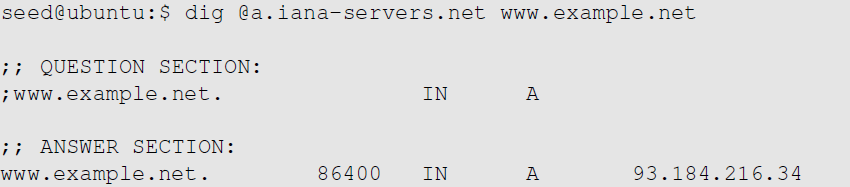 seed@ubuntu:$ dig @a.iana-servers.net www.example.net
;; QUESTION SECTION:
;www.example.net. IN A
;; ANSWER SECTION:
www.example.net. 86400 IN A 93.184.216.34